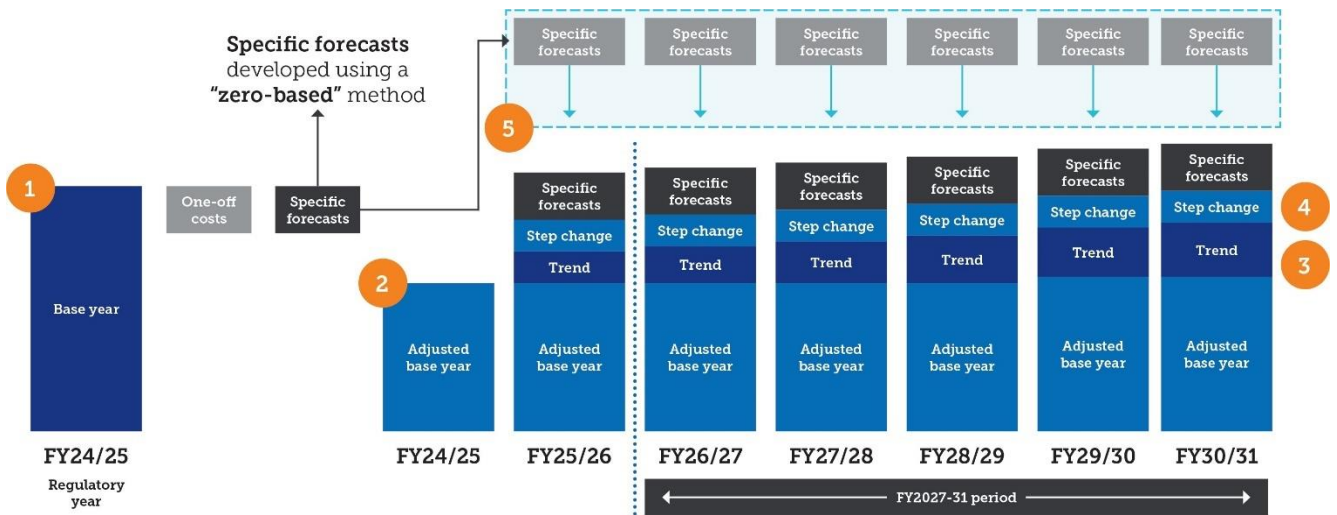 Specific forecasts
developed using a
“zero-based” method
Specific
forecasts
Specific
forecasts
Specific
forecasts
Specific
forecasts
Specific
forecasts
Specific
forecasts
5
1
Base year
One-off
costs
Specific
forecasts
2
Adjusted
base year
Specific
forecasts
Step change
Trend
Adjusted
base year
Specific
forecasts
Step change
Trend
Adjusted
base year
Specific
forecasts
Step change
Trend
Adjusted
base year
Specific
forecasts
Step change
Trend
Adjusted
base year
Specific
forecasts
Step change
Trend
Adjusted
base year
Specific
forecasts
Step change
Trend
Adjusted
base year
4
3
FY24/25
Regulatory
year
FY24/25
FY25/26
FY26/27
FY27/28
FY28/29
FY29/30
FY30/31
FY2027-31 period